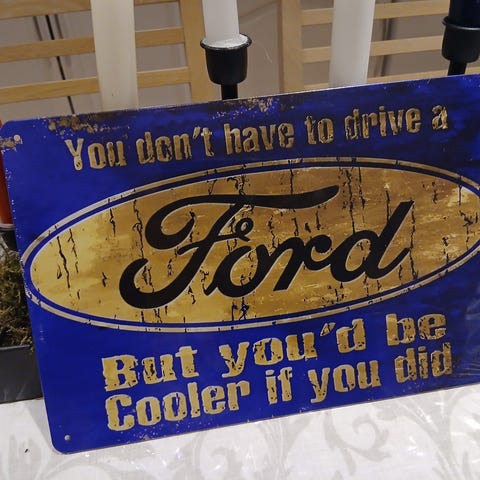 You don't have to drive a
Ford
But you'd be
Cooler if you did